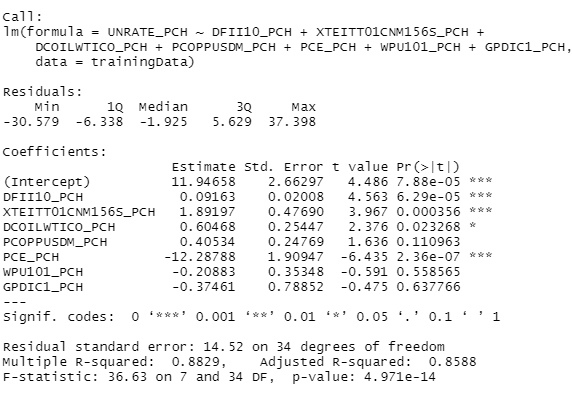 Call:
lm(formula = UNRATE_PCH ~ DFII10_PCH + XTEITT01CNM156S_PCH +
    DCOILWTICO_PCH + PCOPPUSDM_PCH + PCE_PCH + WPU101_PCH + GPDIC1_PCH,
    data = trainingData)
Residuals:
    Min      1Q  Median      3Q     Max
-30.579  -6.338  -1.925   5.629  37.398
Coefficients:
                     Estimate Std. Error t value Pr(>|t|)
(Intercept)          11.94658    2.66297   4.486 7.88e-05 ***
DFII10_PCH            0.09163    0.02008   4.563 6.29e-05 ***
XTEITT01CNM156S_PCH   1.89197    0.47690   3.967 0.000356 ***
DCOILWTICO_PCH        0.60468    0.25447   2.376 0.023268 *
PCOPPUSDM_PCH         0.40534    0.24769   1.636 0.110963
PCE_PCH             -12.28788    1.90947  -6.435 2.36e-07 ***
WPU101_PCH           -0.20883    0.35348  -0.591 0.558565
GPDIC1_PCH           -0.37461    0.78852  -0.475 0.637766
---
Signif. codes:  0 ‘***’ 0.001 ‘**’ 0.01 ‘*’ 0.05 ‘.’ 0.1 ‘ ’ 1
Residual standard error: 14.52 on 34 degrees of freedom
Multiple R-squared:  0.8829,    Adjusted R-squared:  0.8588
F-statistic: 36.63 on 7 and 34 DF,  p-value: 4.971e-14